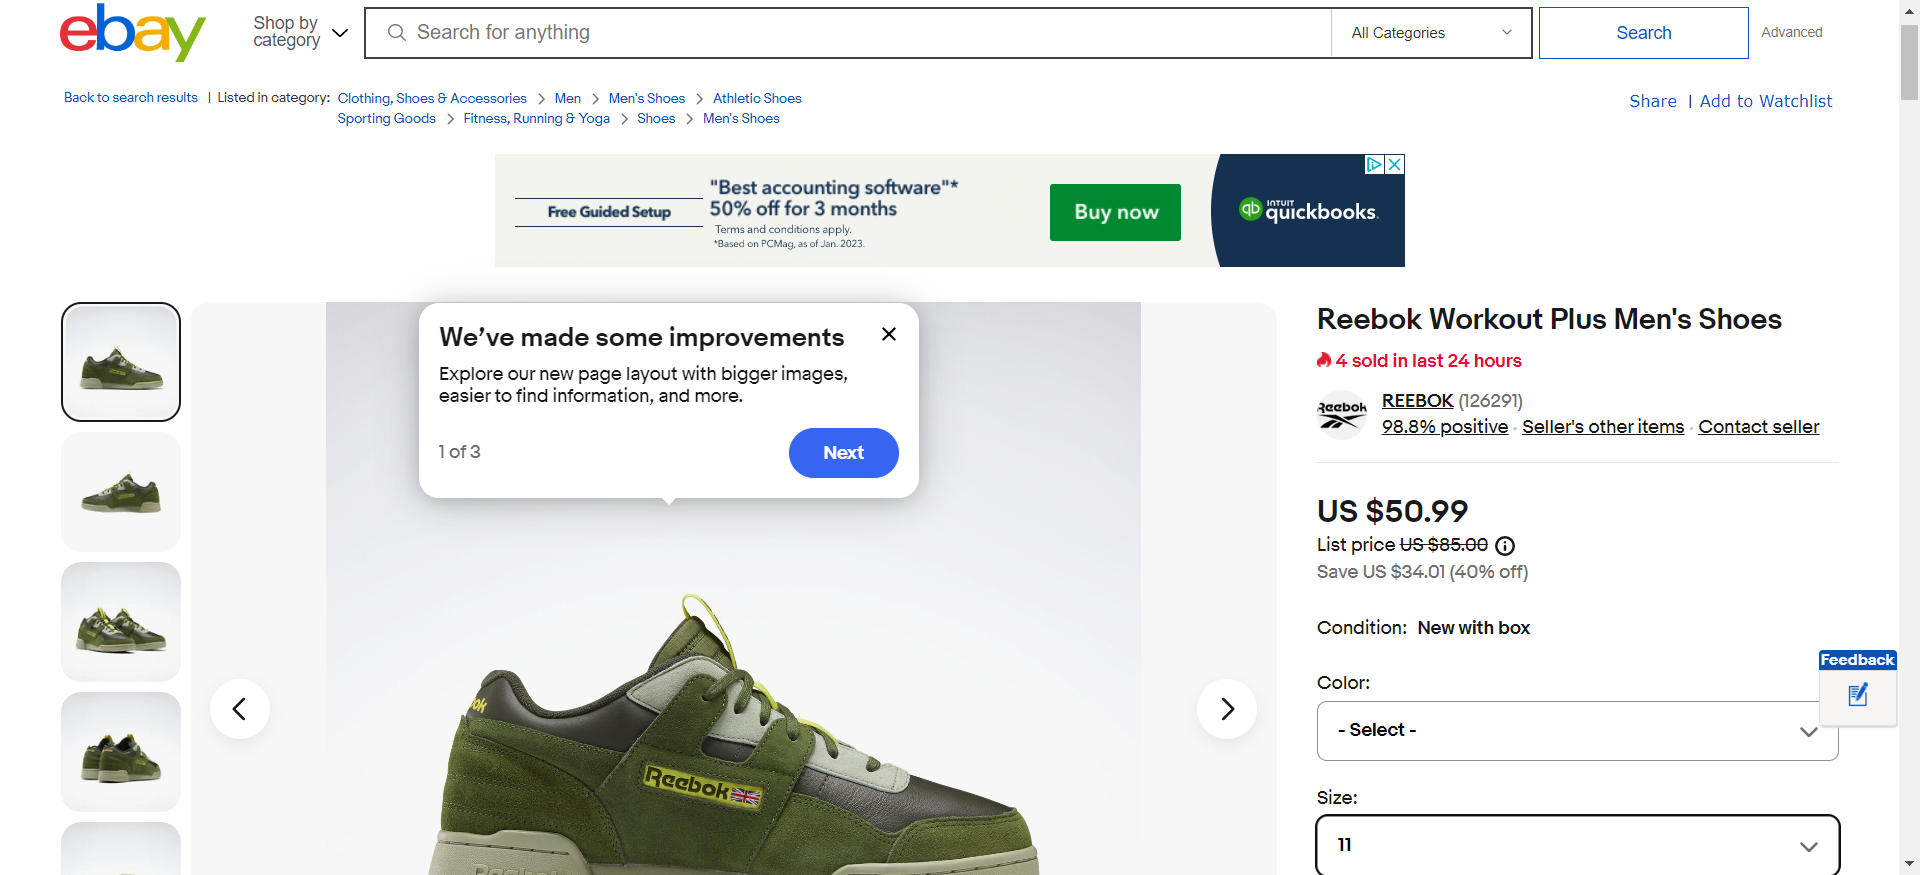 ebay
Shop by
category
Search for anything
All Categories
Search
Advanced
Back to search results | Listed in category:
Clothing, Shoes & Accessories > Men > Men's Shoes > Athletic Shoes
Sporting Goods > Fitness, Running & Yoga > Shoes > Men's Shoes
Share | Add to Watchlist
Free Guided Setup
"Best accounting software"*
50% off for 3 months
Terms and conditions apply.
*Based on PCMag, as of Jan. 2023.
Buy now
qb INTUIT
quickbooks.
We've made some improvements
Explore our new page layout with bigger images,
easier to find information, and more.
1 of 3
Next
Reebok
Reebok Workout Plus Men's Shoes
4 sold in last 24 hours
Reebok
REEBOK (126291)
98.8% positive · Seller's other items · Contact seller
US $50.99
List price US $85.00
Save US $34.01 (40% off)
Condition: New with box
Color:
- Select -
Feedback
Size:
11